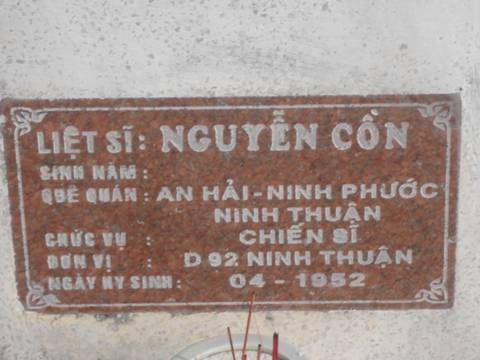 LIỆT SĨ: NGUYỄN CỒN
SINH NĂM:
QUÊ QUÁN: AN HẢI-NINH PHƯỚC
NINH THUẬN
CHỨC VỤ : CHIẾN SĨ
ĐƠN VỊ : D 92 NINH THUẬN
NGÀY HY SINH: 04 - 1952